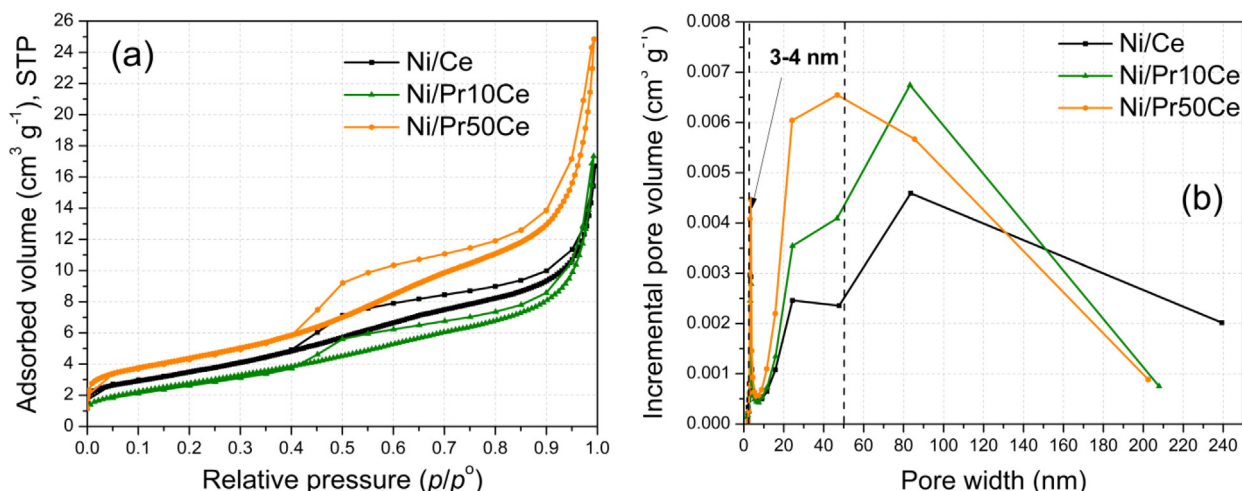 (a)
Ni/Ce
Ni/Pr10Ce
Ni/Pr50Ce
Adsorbed volume (cm³ g⁻¹), STP
26
24
22
20
18
16
14
12
10
8
6
4
2
0
0.0 0.1 0.2 0.3 0.4 0.5 0.6 0.7 0.8 0.9 1.0
Relative pressure (p/pº)
(b)
3-4 nm
Ni/Ce
Ni/Pr10Ce
Ni/Pr50Ce
Incremental pore volume (cm³ g⁻¹)
0.008
0.007
0.006
0.005
0.004
0.003
0.002
0.001
0.000
0 20 40 60 80 100 120 140 160 180 200 220 240
Pore width (nm)